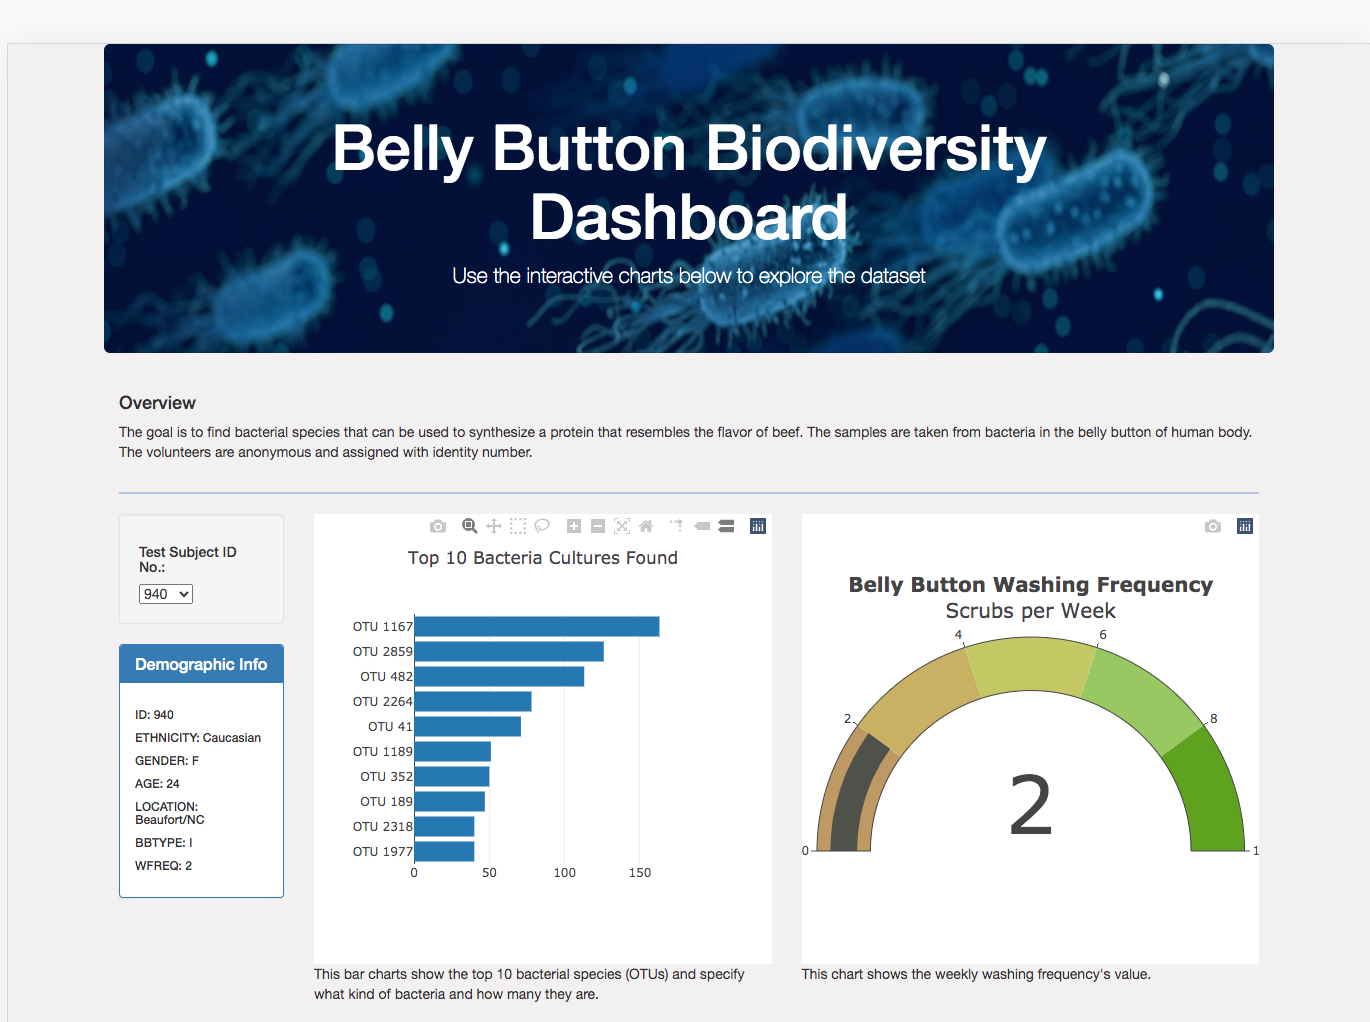 Belly Button Biodiversity
Dashboard
Use the interactive charts below to explore the dataset
Overview
The goal is to find bacterial species that can be used to synthesize a protein that resembles the flavor of beef. The samples are taken from bacteria in the belly button of human body.
The volunteers are anonymous and assigned with identity number.
Test Subject ID
No.:
940
Demographic Info
ID: 940
ETHNICITY: Caucasian
GENDER: F
AGE: 24
LOCATION:
Beaufort/NC
BBTYPE: I
WFREQ: 2
Top 10 Bacteria Cultures Found
OTU 1167
OTU 2859
OTU 482
OTU 2264
OTU 41
OTU 1189
OTU 352
OTU 189
OTU 2318
OTU 1977
0 50 100 150
This bar charts show the top 10 bacterial species (OTUs) and specify
what kind of bacteria and how many they are.
Belly Button Washing Frequency
Scrubs per Week
4 6
2 8
2
0 1
This chart shows the weekly washing frequency's value.